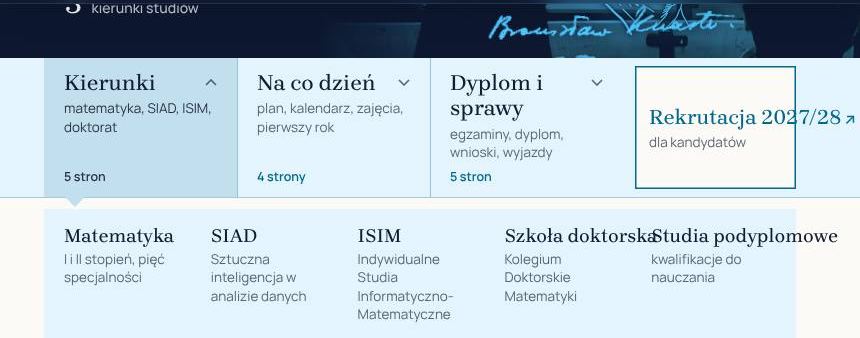 3 kierunki studiów
Bronisław
Kierunki
matematyka, SIAD, ISIM,
doktorat
5 stron
Na co dzień
plan, kalendarz, zajęcia,
pierwszy rok
4 strony
Dyplom i
sprawy
egzaminy, dyplom,
wnioski, wyjazdy
5 stron
Rekrutacja 2027/28
dla kandydatów
Matematyka
I i II stopień, pięć
specjalności
SIAD
Sztuczna
inteligencja w
analizie danych
ISIM
Indywidualne
Studia
Informatyczno-
Matematyczne
Szkoła doktorska
Kolegium
Doktorskie
Matematyki
Studia podyplomowe
kwalifikacje do
nauczania